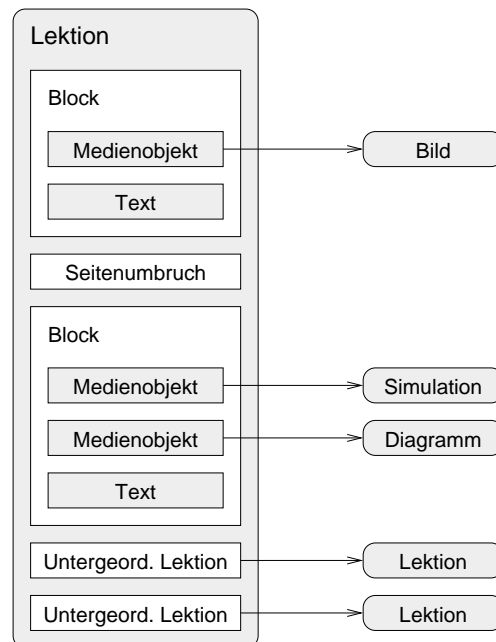 Lektion
Block
Medienobjekt
Bild
Text
Seitenumbruch
Block
Medienobjekt
Simulation
Medienobjekt
Diagramm
Text
Untergeord. Lektion
Lektion
Untergeord. Lektion
Lektion